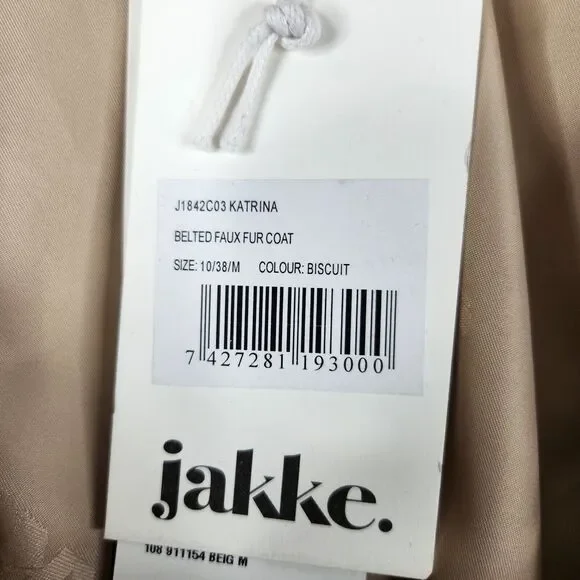 J1842C03 KATRINA
BELTED FAUX FUR COAT
SIZE: 10/38/M COLOUR: BISCUIT
7 427281 193000
jakke.
108 911154 BEIG M